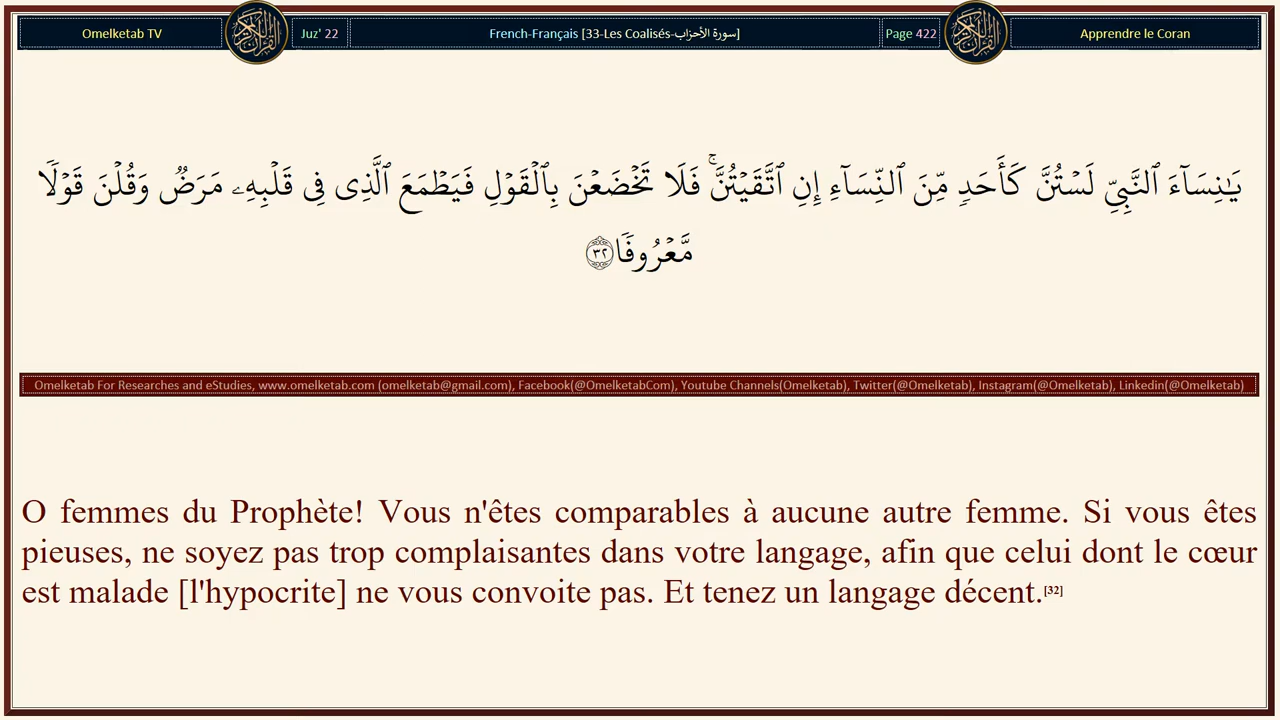 Omelketab TV
Juz' 22
French-Français [33-Les Coalisés-سورة الأحزاب]
Page 422
Apprendre le Coran
يَٰنِسَآءَ ٱلنَّبِيِّ لَسۡتُنَّ كَأَحَدٖ مِّنَ ٱلنِّسَآءِ إِنِ ٱتَّقَيۡتُنَّۚ فَلَا تَخۡضَعۡنَ بِٱلۡقَوۡلِ فَيَطۡمَعَ ٱلَّذِي فِي قَلۡبِهِۦ مَرَضٞ وَقُلۡنَ قَوۡلٗا
مَّعۡرُوفٗا ٣٢
Omelketab For Researches and eStudies, www.omelketab.com (omelketab@gmail.com), Facebook(@OmelketabCom), Youtube Channels(Omelketab), Twitter(@Omelketab), Instagram(@Omelketab), Linkedin(@Omelketab)
O femmes du Prophète! Vous n'êtes comparables à aucune autre femme. Si vous êtes
pieuses, ne soyez pas trop complaisantes dans votre langage, afin que celui dont le cœur
est malade [l'hypocrite] ne vous convoite pas. Et tenez un langage décent.[32]